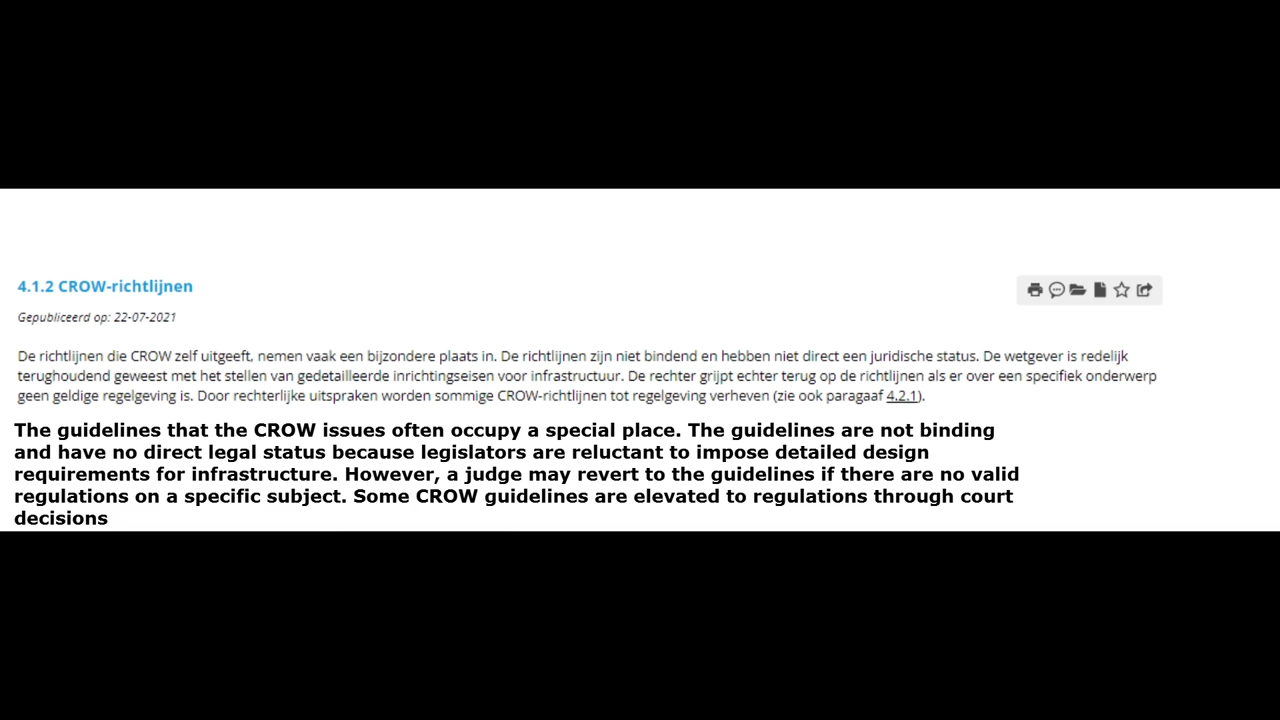 4.1.2 CROW-richtlijnen
Gepubliceerd op: 22-07-2021
De richtlijnen die CROW zelf uitgeeft, nemen vaak een bijzondere plaats in. De richtlijnen zijn niet bindend en hebben niet direct een juridische status. De wetgever is redelijk
terughoudend geweest met het stellen van gedetailleerde inrichtingseisen voor infrastructuur. De rechter grijpt echter terug op de richtlijnen als er over een specifiek onderwerp
geen geldige regelgeving is. Door rechterlijke uitspraken worden sommige CROW-richtlijnen tot regelgeving verheven (zie ook paragaaf 4.2.1).
The guidelines that the CROW issues often occupy a special place. The guidelines are not binding
and have no direct legal status because legislators are reluctant to impose detailed design
requirements for infrastructure. However, a judge may revert to the guidelines if there are no valid
regulations on a specific subject. Some CROW guidelines are elevated to regulations through court
decisions